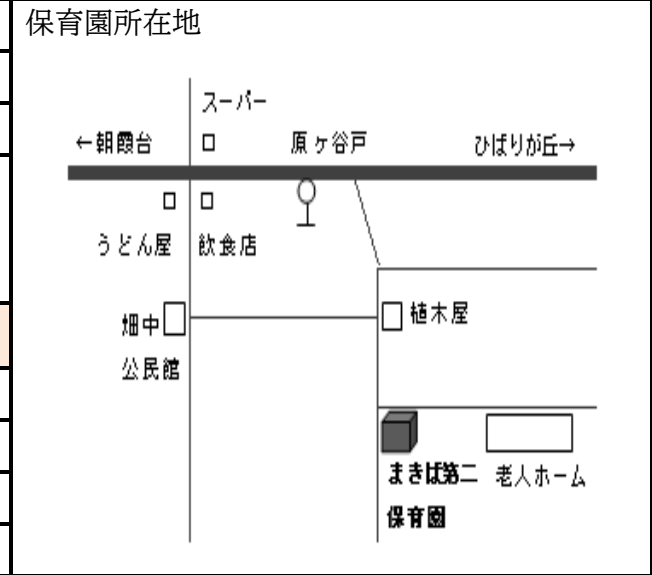 保育園所在地
スーパー
←朝霞台
原ヶ谷戸
ひばりが丘→
うどん屋
飲食店
畑中
公民館
植木屋
まきば第二
保育園
老人ホーム